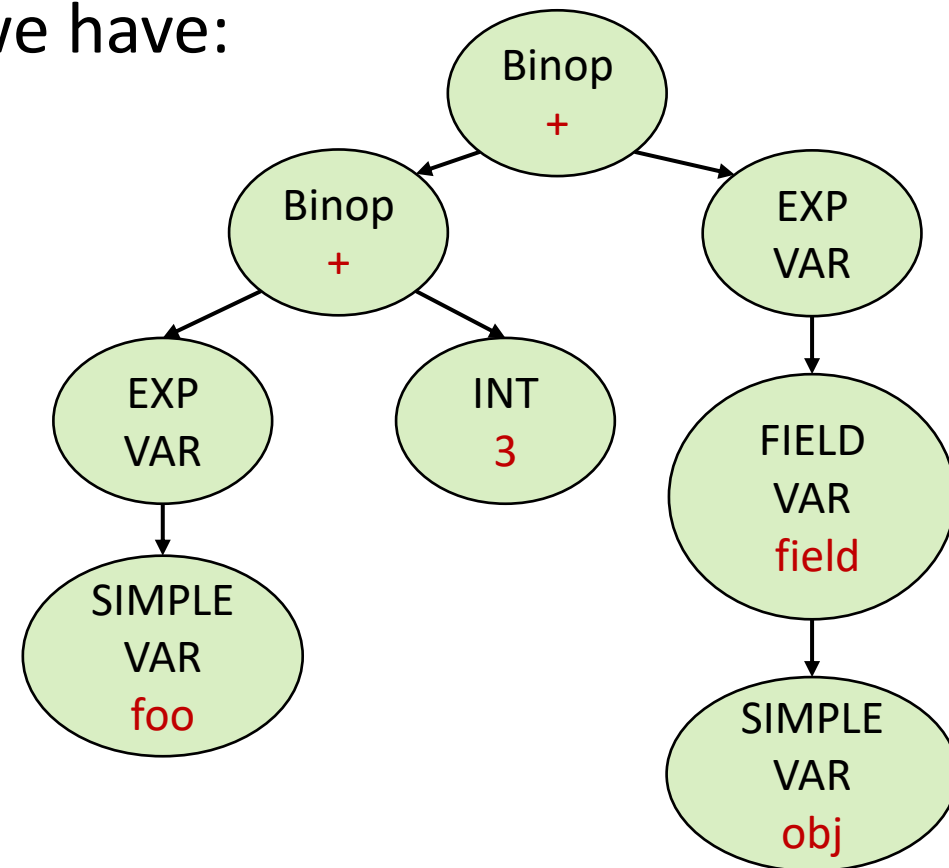 we have:
Binop
+
Binop
+
EXP
VAR
EXP
VAR
INT
3
FIELD
VAR
field
SIMPLE
VAR
foo
SIMPLE
VAR
obj